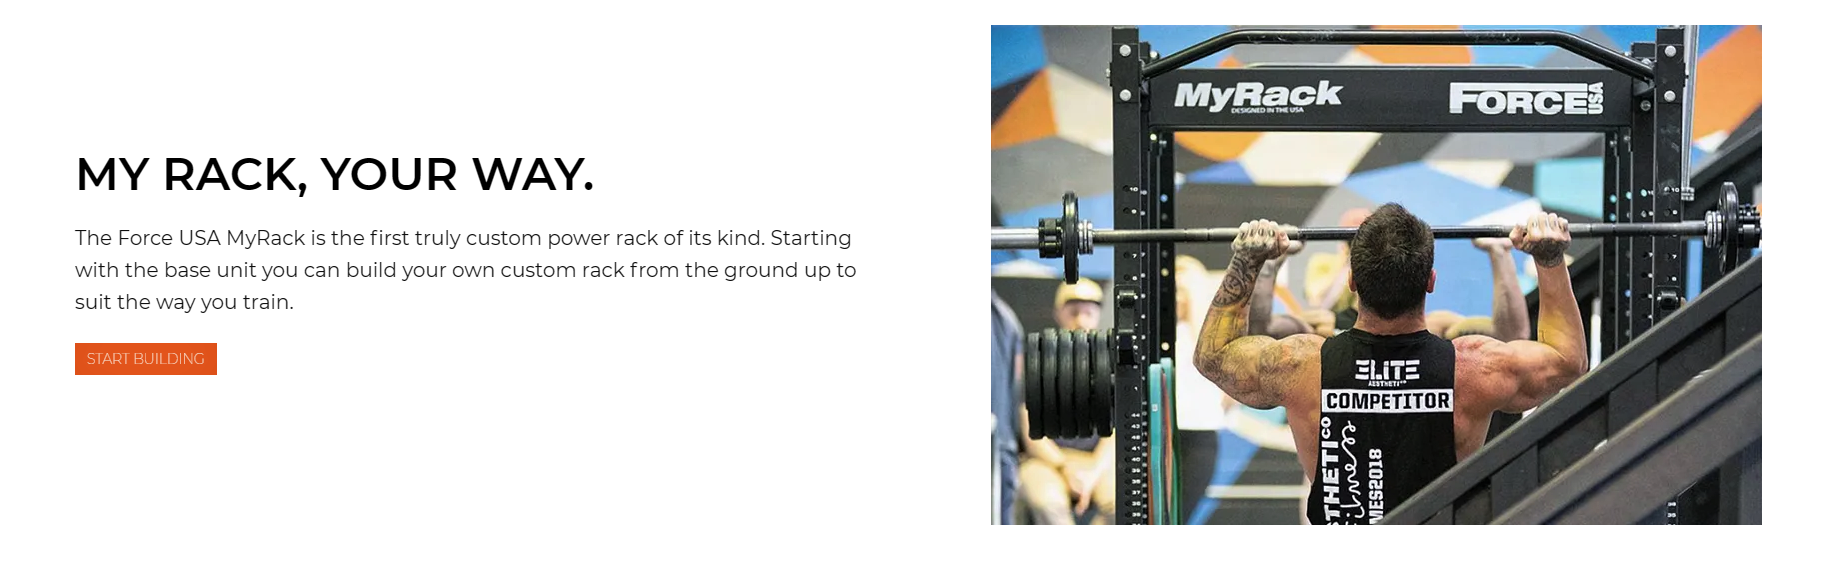 MY RACK, YOUR WAY.
The Force USA MyRack is the first truly custom power rack of its kind. Starting
with the base unit you can build your own custom rack from the ground up to
suit the way you train.
START BUILDING
MyRack
DESIGNED IN THE USA
FORCE USA
ELITE
AESTHETI
COMPETITOR
STHETICO
MES2018